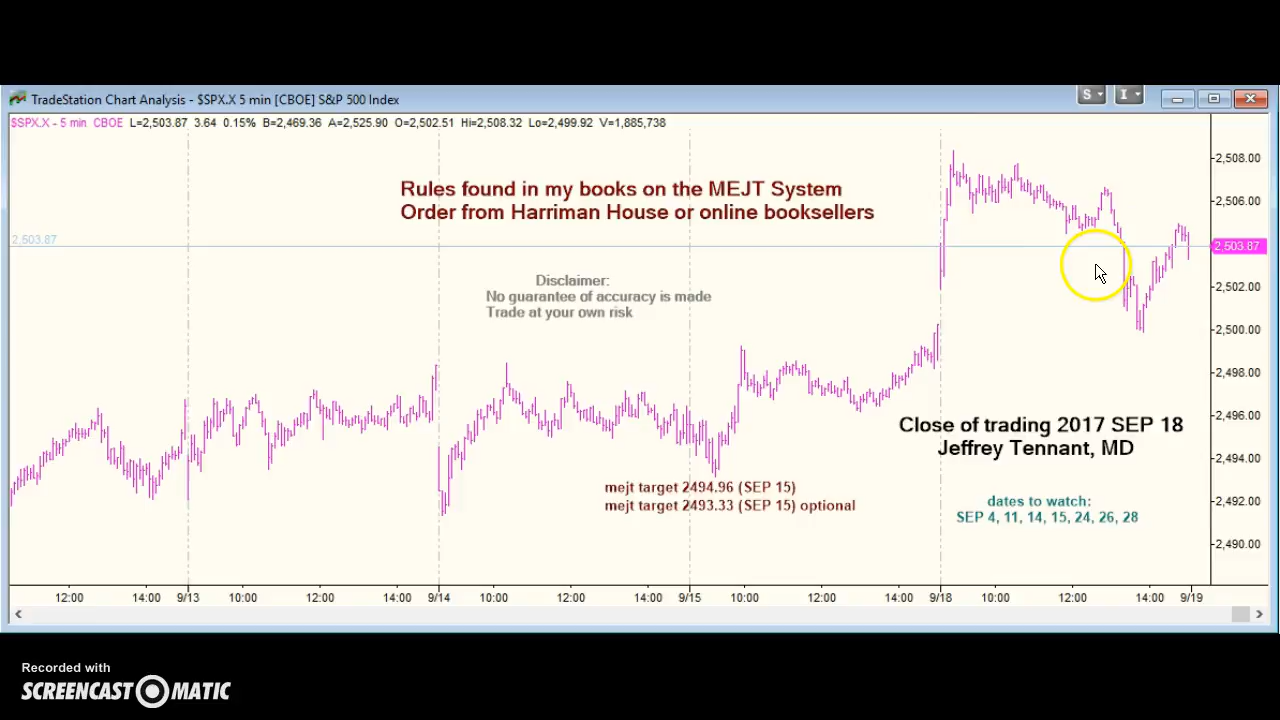 TradeStation Chart Analysis - $SPX.X 5 min [CBOE] S&P 500 Index
S I
$SPX.X - 5 min CBOE L=2,503.87 3.64 0.15% B=2,469.36 A=2,525.90 O=2,502.51 Hi=2,508.32 Lo=2,499.92 V=1,885,738
2,508.00
Rules found in my books on the MEJT System
Order from Harriman House or online booksellers
2,506.00
2,503.87
2,503.87
Disclaimer:
No guarantee of accuracy is made
Trade at your own risk
2,502.00
2,500.00
2,498.00
2,496.00
Close of trading 2017 SEP 18
Jeffrey Tennant, MD
2,494.00
mejt target 2494.96 (SEP 15)
mejt target 2493.33 (SEP 15) optional
dates to watch:
SEP 4, 11, 14, 15, 24, 26, 28
2,492.00
2,490.00
12:00 14:00 9/13 10:00 12:00 14:00 9/14 10:00 12:00 14:00 9/15 10:00 12:00 14:00 9/18 10:00 12:00 14:00 9/19
Recorded with
SCREENCAST O MATIC